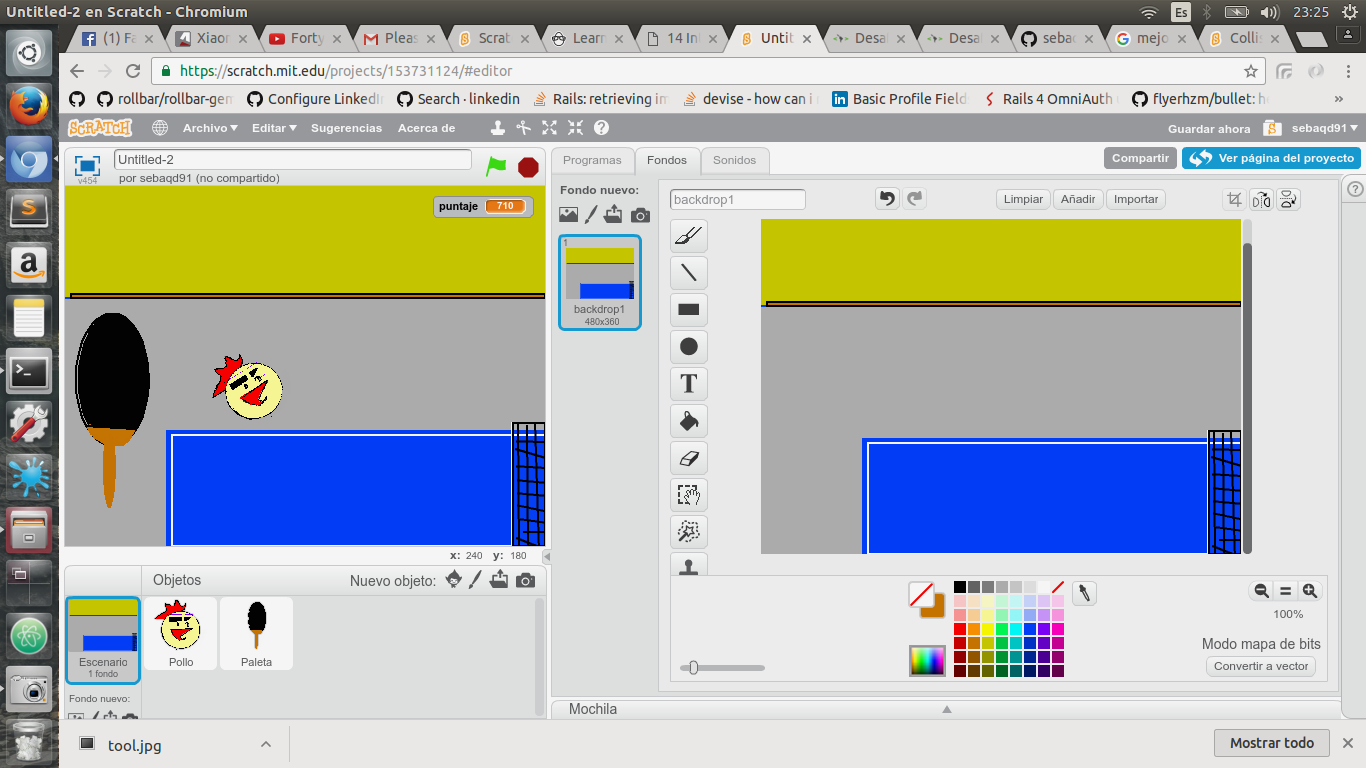 Untitled-2 en Scratch - Chromium
Es
23:25
(1) Fa
Xiaor
Forty
Pleas
Scrat
Learn
14 In
Untit
Desal
Desal
seba
mejo
Collis
https://scratch.mit.edu/projects/153731124/#editor
rollbar/rollbar-gem
Configure LinkedI
Search · linkedin
Rails: retrieving im
devise - how can i
Basic Profile Field
Rails 4 OmniAuth
flyerhzm/bullet: h
»
SCRATCH
Archivo
Editar
Sugerencias
Acerca de
Guardar ahora
sebaqd91
v454
Untitled-2
por sebaqd91 (no compartido)
Programas
Fondos
Sonidos
Compartir
Ver página del proyecto
puntaje 710
Fondo nuevo:
1
backdrop1
480x360
backdrop1
Limpiar
Añadir
Importar
T
x: 240 y: 180
Objetos
Nuevo objeto:
Escenario
1 fondo
Pollo
Paleta
Fondo nuevo:
100%
Modo mapa de bits
Convertir a vector
Mochila
tool.jpg
Mostrar todo